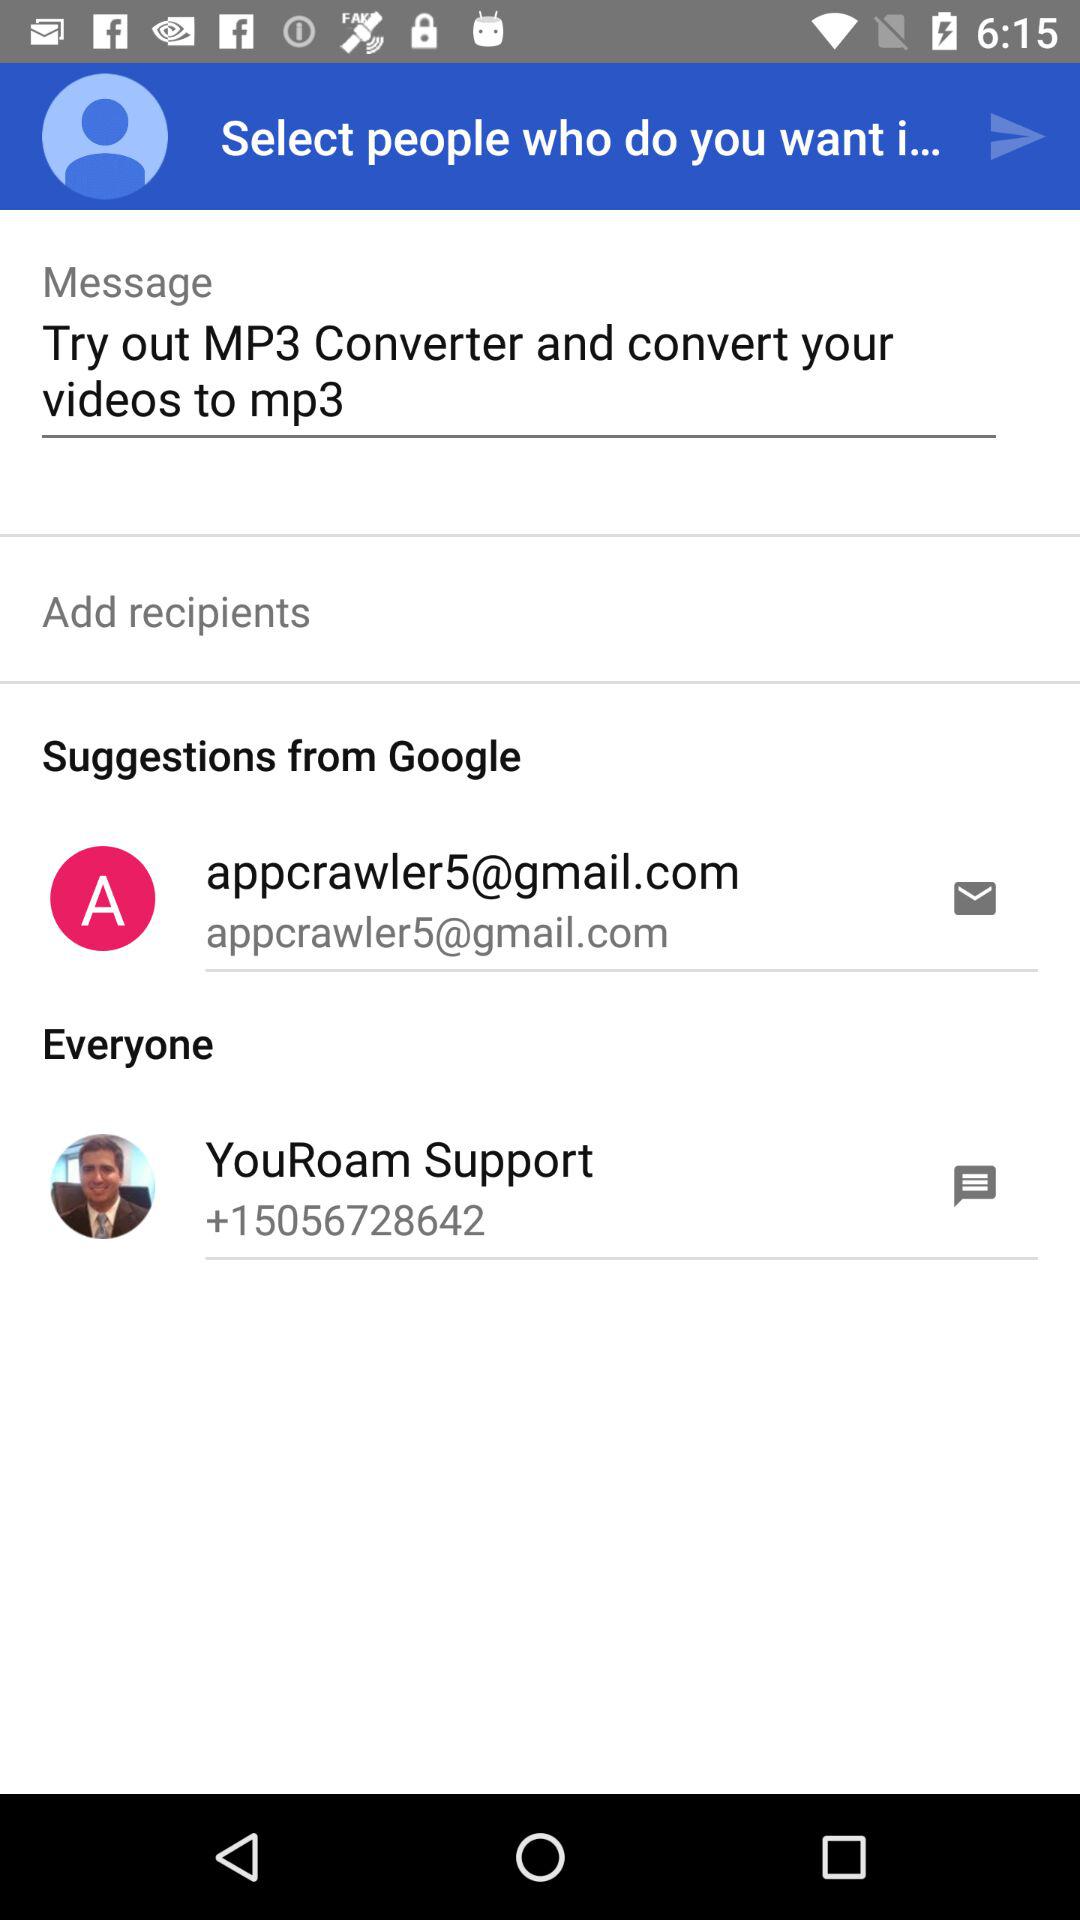 FAKE
6:15
Select people who do you want i...
Message
Try out MP3 Converter and convert your
videos to mp3
Add recipients
Suggestions from Google
A
appcrawler5@gmail.com
appcrawler5@gmail.com
Everyone
YouRoam Support
+15056728642